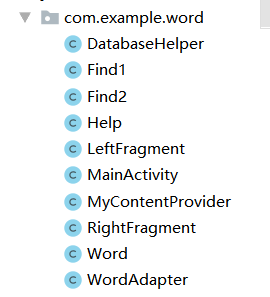 com.example.word
DatabaseHelper
Find1
Find2
Help
LeftFragment
MainActivity
MyContentProvider
RightFragment
Word
WordAdapter